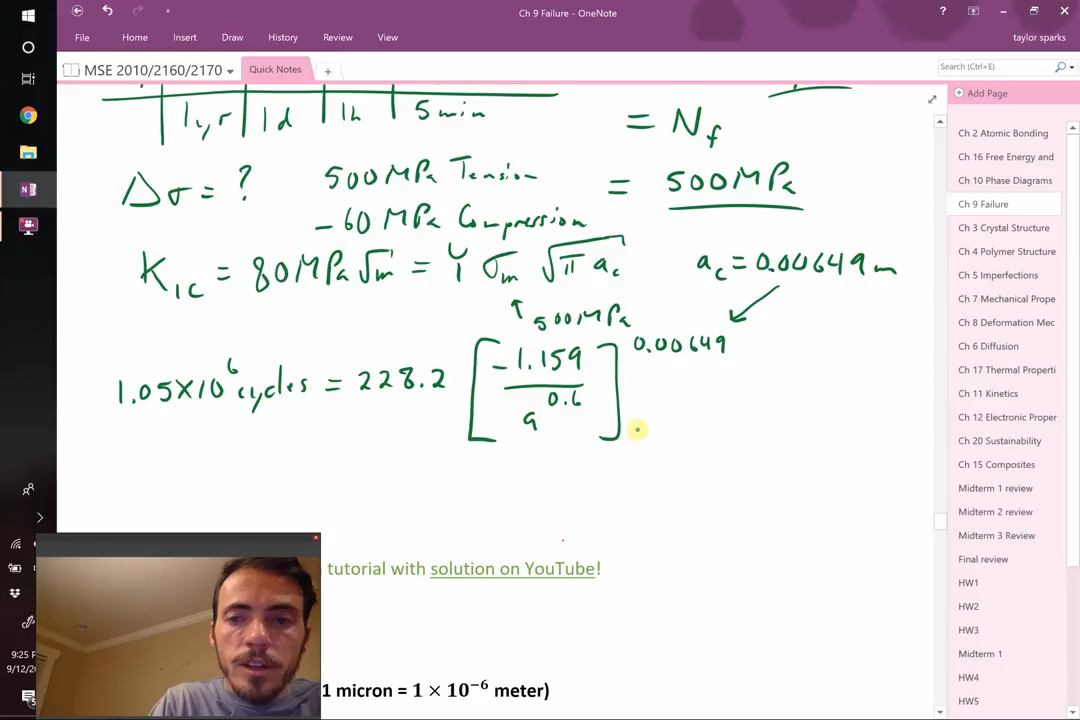 Ch 9 Failure - OneNote
?
File Home Insert Draw History Review View
taylor sparks
MSE 2010/2160/2170
Quick Notes
+
Search (Ctrl+E)
Add Page
1yr | 1d | 1h | 5 min
= N_f
Δσ = ? 500 MPa Tension = 500 MPa
-60 MPa Compression
K_IC = 80 MPa √m = Y σ_m √π a_c a_c = 0.00649 m
↑ 500 MPa
1.05 × 10^6 cycles = 228.2 [ -1.159 / a^0.6 ] 0.00649
tutorial with solution on YouTube!
1 micron = 1 × 10⁻⁶ meter)
Ch 2 Atomic Bonding
Ch 16 Free Energy and
Ch 10 Phase Diagrams
Ch 9 Failure
Ch 3 Crystal Structure
Ch 4 Polymer Structure
Ch 5 Imperfections
Ch 7 Mechanical Prope
Ch 8 Deformation Mec
Ch 6 Diffusion
Ch 17 Thermal Properti
Ch 11 Kinetics
Ch 12 Electronic Proper
Ch 20 Sustainability
Ch 15 Composites
Midterm 1 review
Midterm 2 review
Midterm 3 Review
Final review
HW1
HW2
HW3
Midterm 1
HW4
HW5
9:25 P
9/12/20